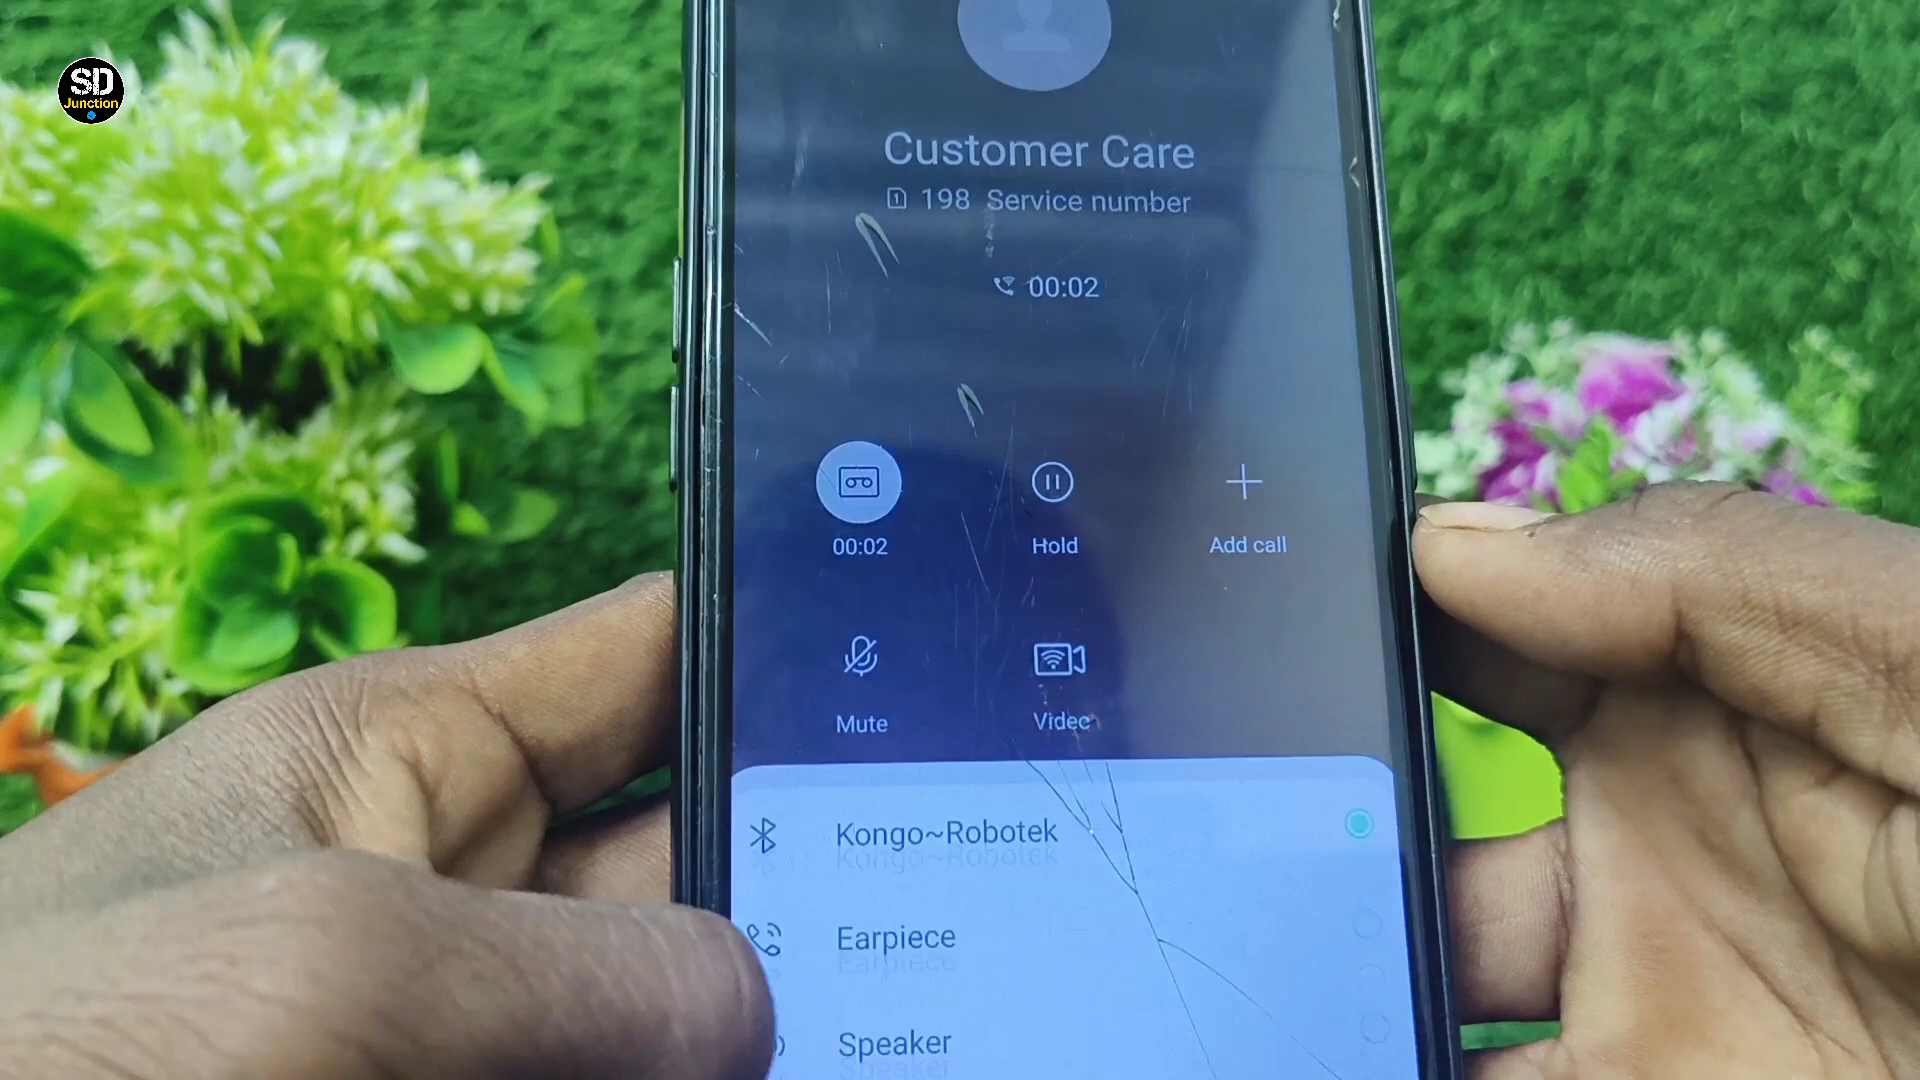 SD
Junction
Customer Care
198 Service number
00:02
00:02
Hold
Add call
Mute
Video
Kongo~Robotek
Earpiece
Speaker